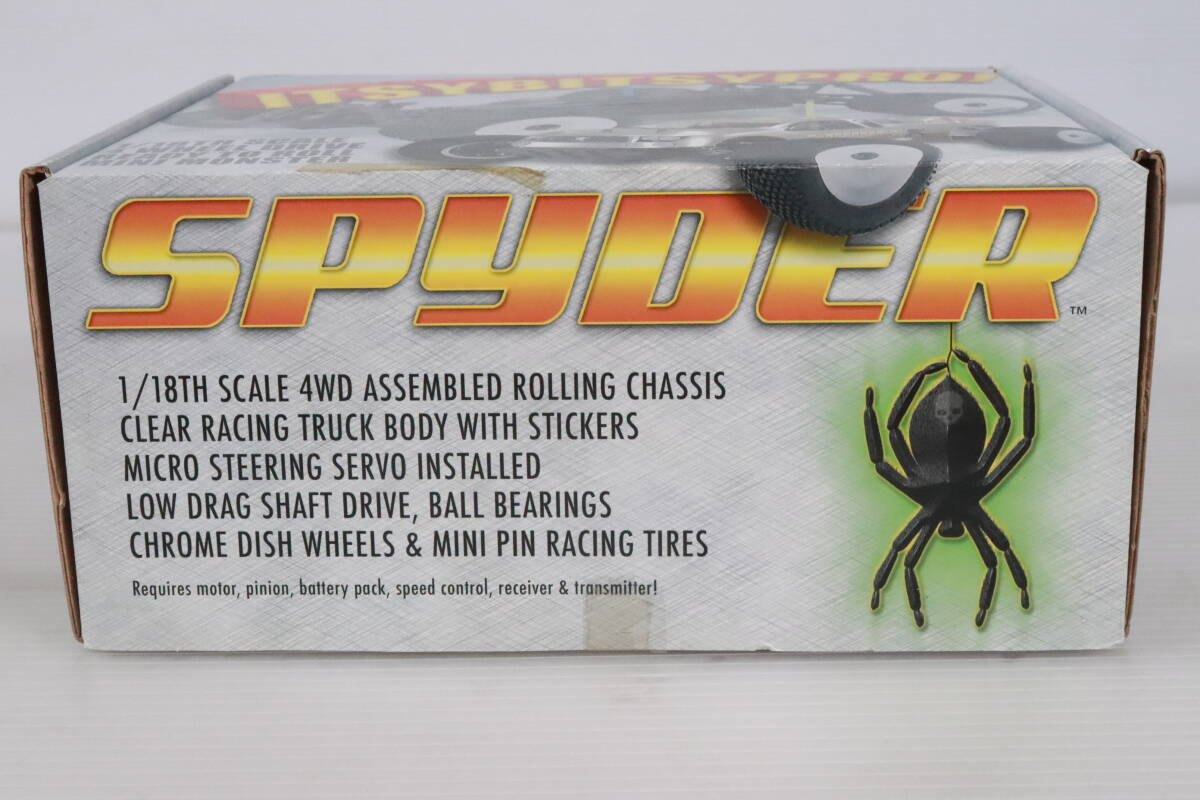 ITSYBITSYPRO!
SPYDER
TM
1/18TH SCALE 4WD ASSEMBLED ROLLING CHASSIS
CLEAR RACING TRUCK BODY WITH STICKERS
MICRO STEERING SERVO INSTALLED
LOW DRAG SHAFT DRIVE, BALL BEARINGS
CHROME DISH WHEELS & MINI PIN RACING TIRES
Requires motor, pinion, battery pack, speed control, receiver & transmitter!